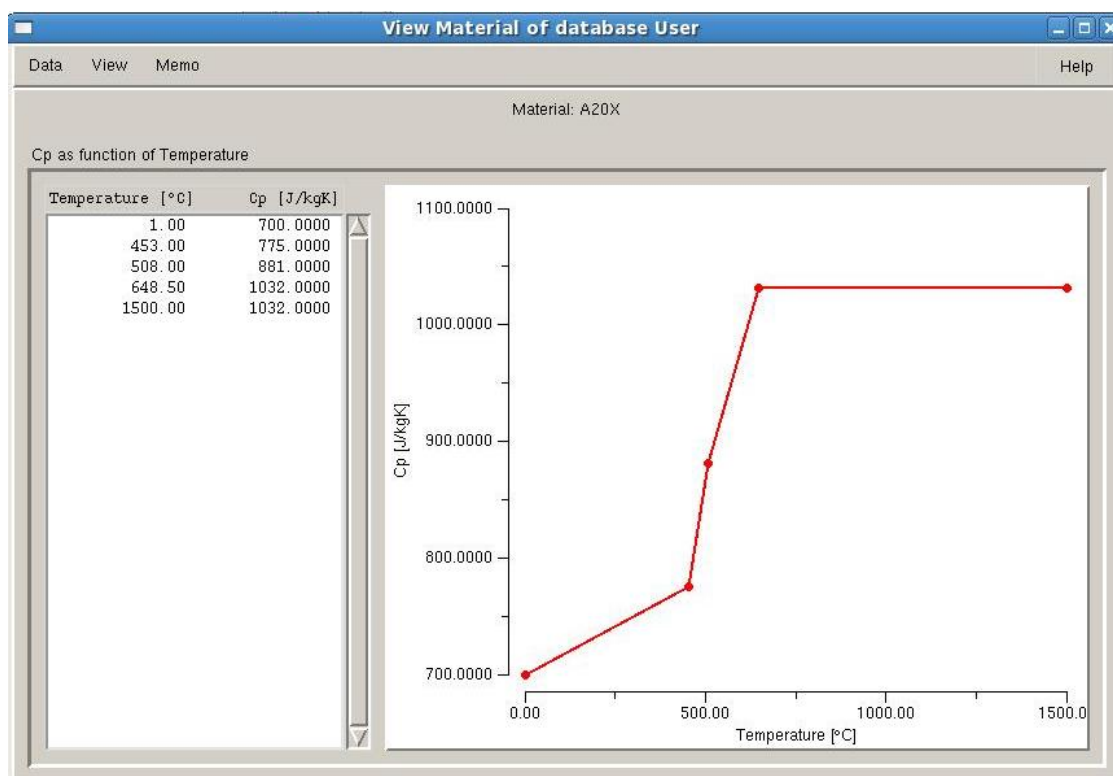 View Material of database User
Data View Memo Help
Material: A20X
Cp as function of Temperature
Temperature [°C] Cp [J/kgK]
1.00 700.0000
453.00 775.0000
508.00 881.0000
648.50 1032.0000
1500.00 1032.0000
1100.0000
1000.0000
900.0000
800.0000
700.0000
Cp [J/kgK]
0.00 500.00 1000.00 1500.0
Temperature [°C]